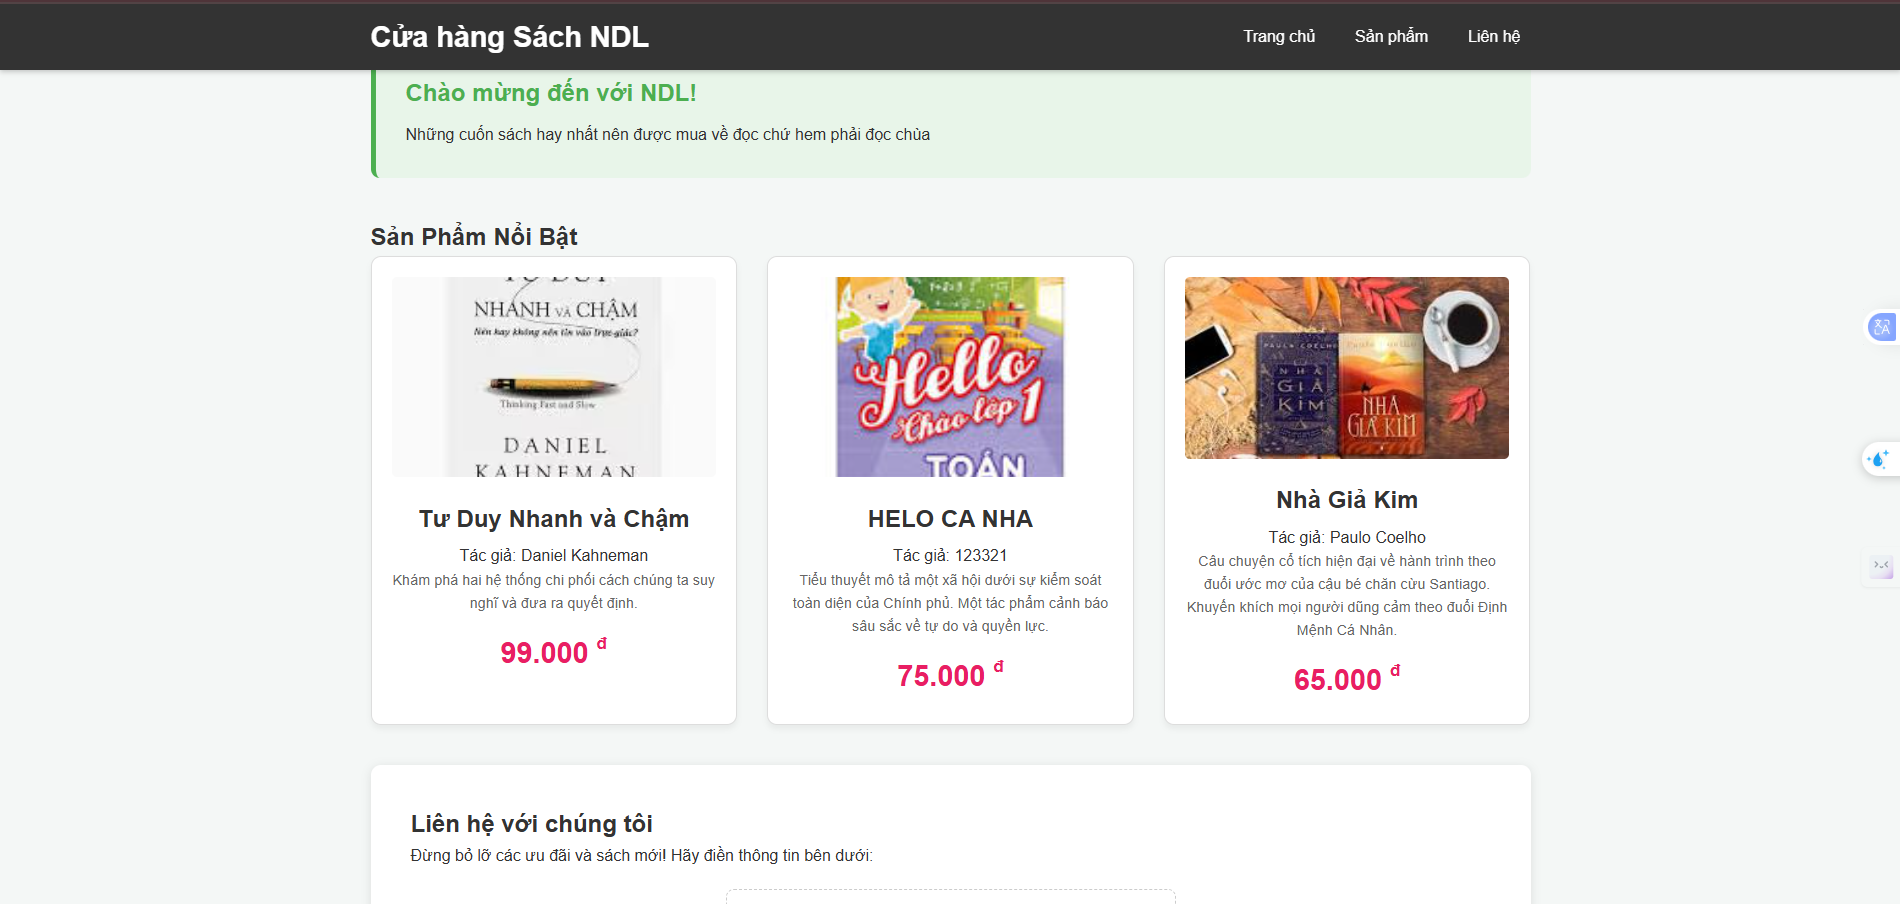 Cửa hàng Sách NDL
Trang chủ
Sản phẩm
Liên hệ
Chào mừng đến với NDL!
Những cuốn sách hay nhất nên được mua về đọc chứ hem phải đọc chùa
Sản Phẩm Nổi Bật
TƯ DUY
NHANH VÀ CHẬM
Nên hay không nên tin vào trực giác?
Thinking Fast and Slow
DANIEL
KAHNEMAN
Tư Duy Nhanh và Chậm
Tác giả: Daniel Kahneman
Khám phá hai hệ thống chi phối cách chúng ta suy
nghĩ và đưa ra quyết định.
99.000 đ
Hello
Chào lớp 1
TOÁN
HELO CA NHA
Tác giả: 123321
Tiểu thuyết mô tả một xã hội dưới sự kiểm soát
toàn diện của Chính phủ. Một tác phẩm cảnh báo
sâu sắc về tự do và quyền lực.
75.000 đ
PAULO COELHO
NHÀ
GIẢ
KIM
NHÀ
GIẢ KIM
Nhà Giả Kim
Tác giả: Paulo Coelho
Câu chuyện cổ tích hiện đại về hành trình theo
đuổi ước mơ của cậu bé chăn cừu Santiago.
Khuyến khích mọi người dũng cảm theo đuổi Định
Mệnh Cá Nhân.
65.000 đ
Liên hệ với chúng tôi
Đừng bỏ lỡ các ưu đãi và sách mới! Hãy điền thông tin bên dưới: